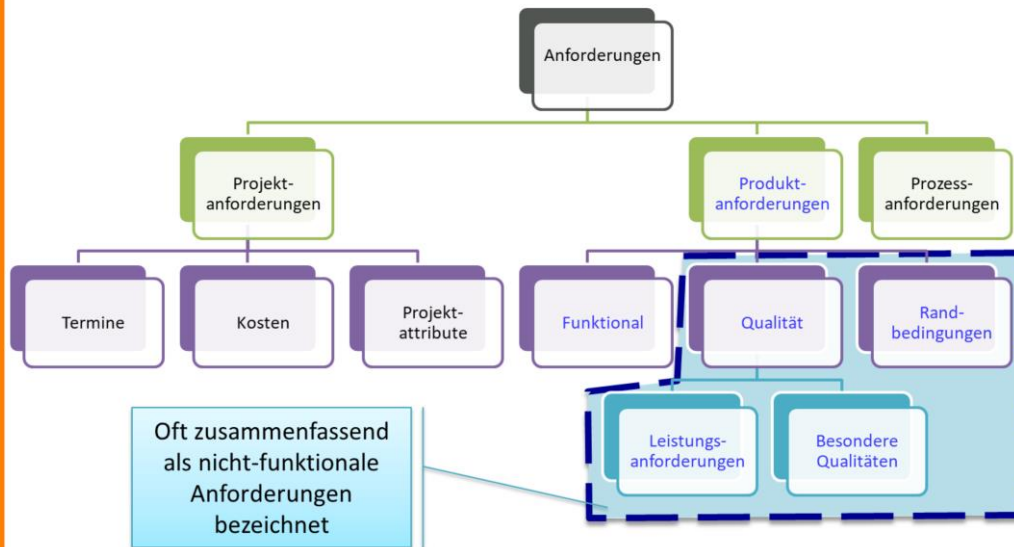 Anforderungen
Projekt-
anforderungen
Produkt-
anforderungen
Prozess-
anforderungen
Termine
Kosten
Projekt-
attribute
Funktional
Qualität
Rand-
bedingungen
Leistungs-
anforderungen
Besondere
Qualitäten
Oft zusammenfassend
als nicht-funktionale
Anforderungen
bezeichnet